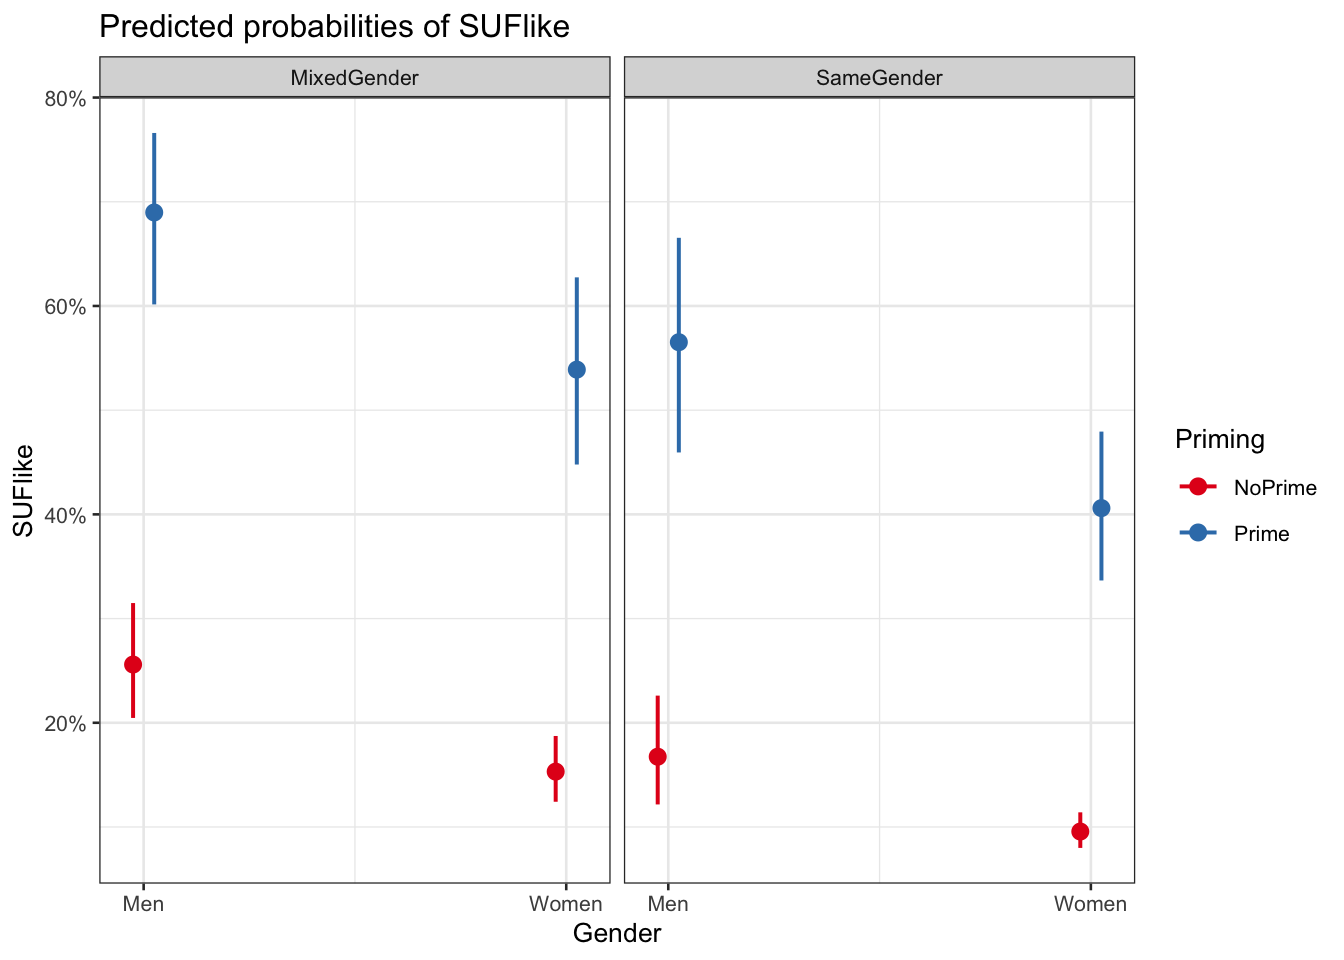 Predicted probabilities of SUFlike
MixedGender
SameGender
80%
60%
40%
20%
SUFlike
Men
Women
Men
Women
Gender
Priming
NoPrime
Prime